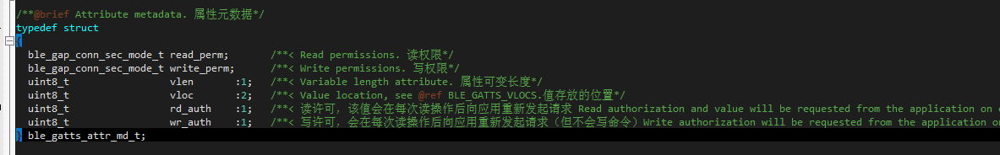 /**@brief Attribute metadata. 属性元数据*/
typedef struct
{
ble_gap_conn_sec_mode_t read_perm; /**< Read permissions. 读权限*/
ble_gap_conn_sec_mode_t write_perm; /**< Write permissions. 写权限*/
uint8_t vlen :1; /**< Variable length attribute. 属性可变长度*/
uint8_t vloc :2; /**< Value location, see @ref BLE_GATTS_VLOCS.值存放的位置*/
uint8_t rd_auth :1; /**< 读许可，该值会在每次读操作后向应用重新发起请求 Read authorization and value will be requested from the application on
uint8_t wr_auth :1; /**< 写许可，会在每次读操作后向应用重新发起请求（但不会写命令）Write authorization will be requested from the application on
} ble_gatts_attr_md_t;